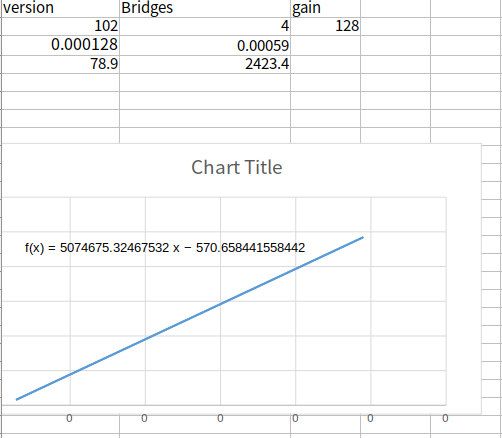 version Bridges gain
102 4 128
0.000128 0.00059
78.9 2423.4
Chart Title
f(x) = 5074675.32467532 x − 570.658441558442
0 0 0 0 0 0